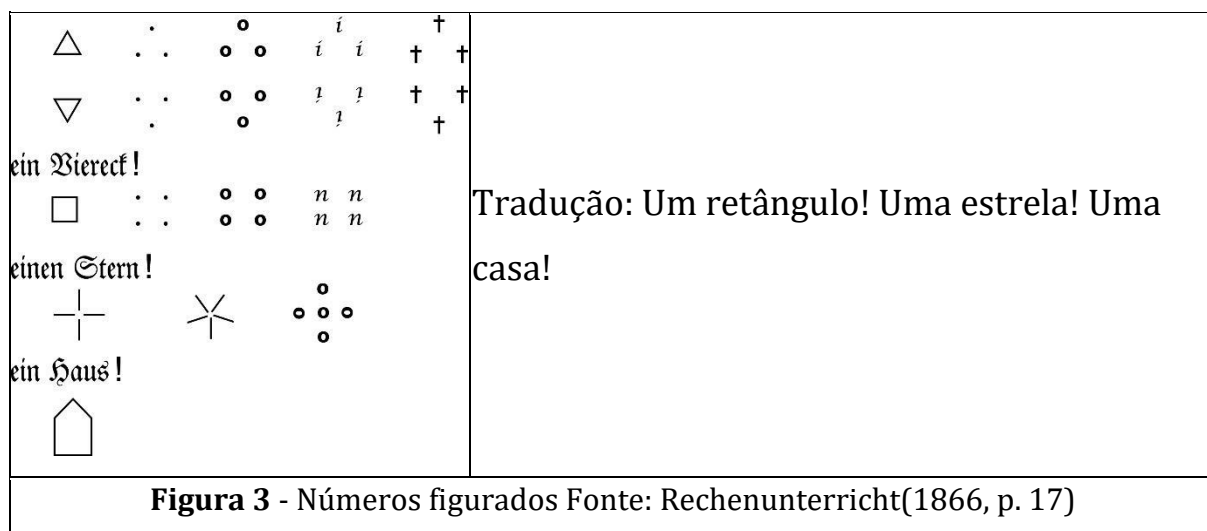 o í †
o o í í † †
o o ı̣ ı̣ † †
o ı̣ †
ein Viereck!
o o n n
o o n n
einen Stern!
o
o o o
o
ein Haus!
Tradução: Um retângulo! Uma estrela! Uma
casa!
Figura 3 - Números figurados Fonte: Rechenunterricht(1866, p. 17)